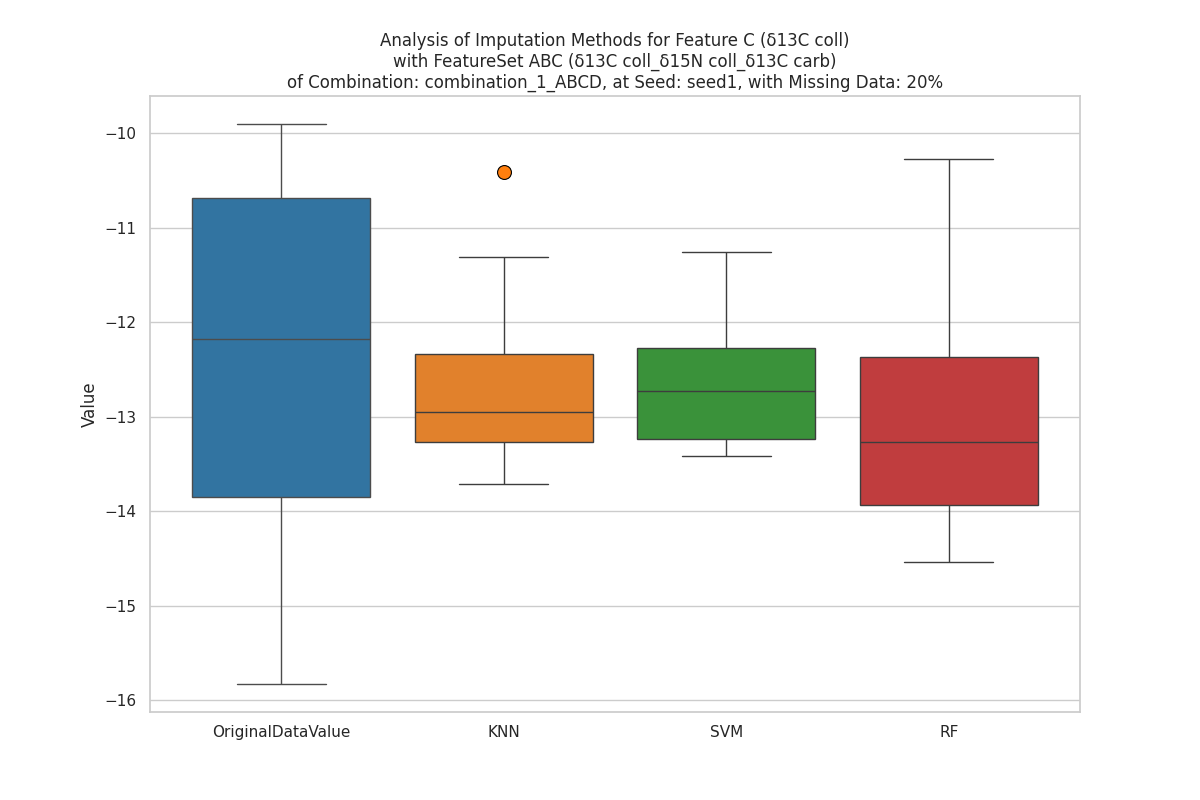 Analysis of Imputation Methods for Feature C (δ13C coll)
with FeatureSet ABC (δ13C coll_δ15N coll_δ13C carb)
of Combination: combination_1_ABCD, at Seed: seed1, with Missing Data: 20%
−10
−11
−12
−13
−14
−15
−16
Value
OriginalDataValue KNN SVM RF